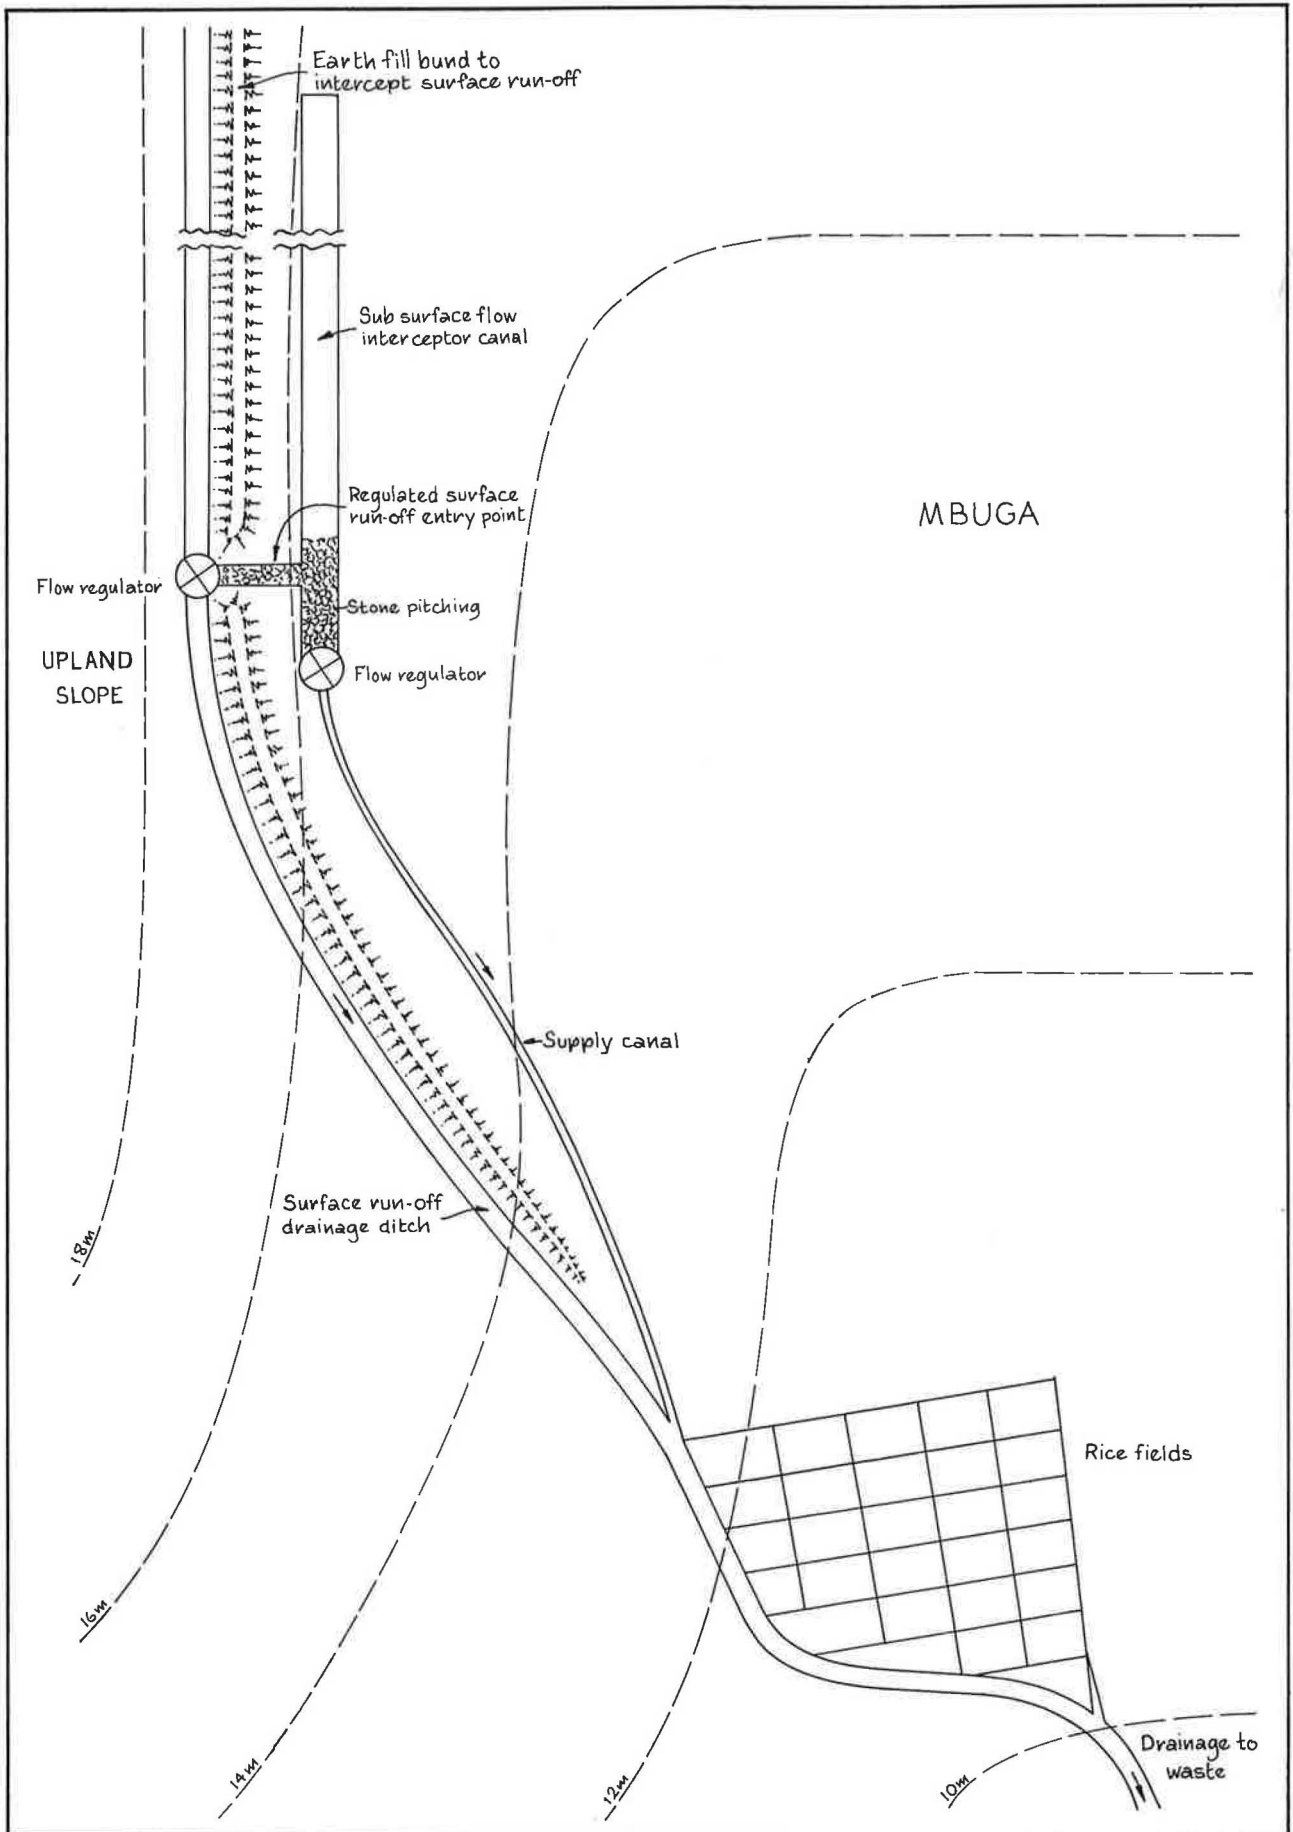 Earth fill bund to
intercept surface run-off
Sub surface flow
interceptor canal
Regulated surface
run-off entry point
MBUGA
Flow regulator
Stone pitching
UPLAND
SLOPE
Flow regulator
Supply canal
Surface run-off
drainage ditch
18m
Rice fields
16m
Drainage to
waste
14m
12m
10m